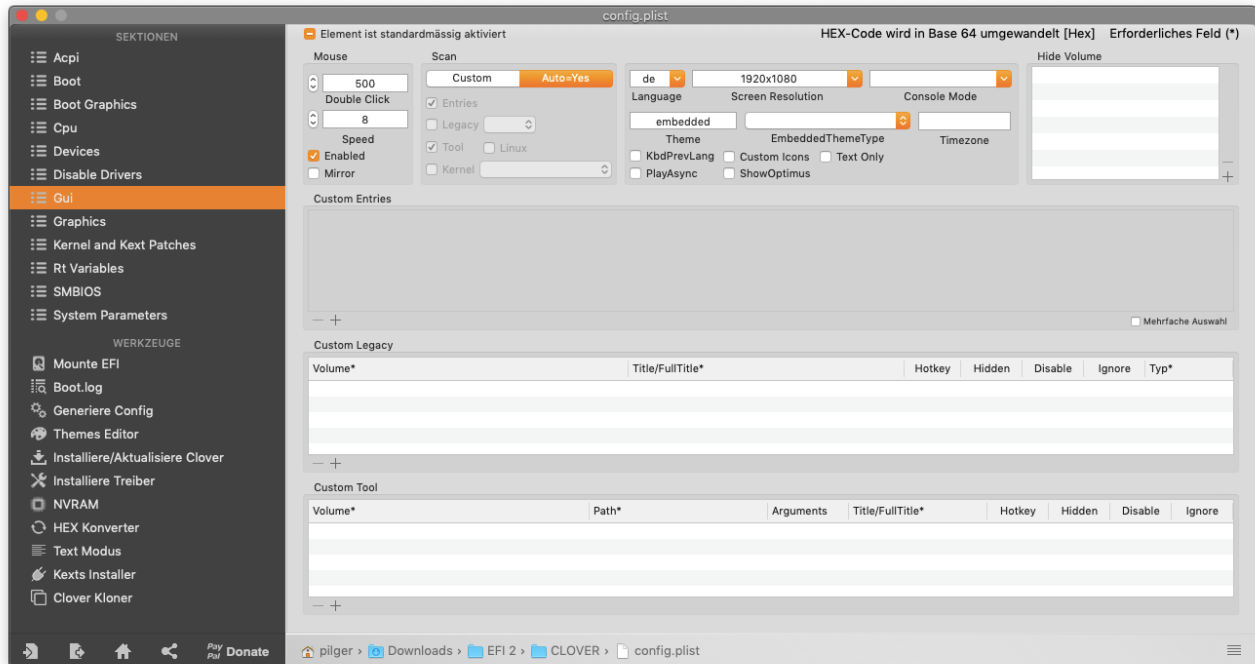 config.plist
SEKTIONEN
Acpi
Boot
Boot Graphics
Cpu
Devices
Disable Drivers
Gui
Graphics
Kernel and Kext Patches
Rt Variables
SMBIOS
System Parameters
WERKZEUGE
Mounte EFI
Boot.log
Generiere Config
Themes Editor
Installiere/Aktualisiere Clover
Installiere Treiber
NVRAM
HEX Konverter
Text Modus
Kexts Installer
Clover Kloner
Pay Pal Donate
Element ist standardmässig aktiviert
HEX-Code wird in Base 64 umgewandelt [Hex] Erforderliches Feld (*)
Mouse
500
Double Click
8
Speed
Enabled
Mirror
Scan
Custom Auto=Yes
Entries
Legacy
Tool Linux
Kernel
de 1920x1080
Language Screen Resolution Console Mode
embedded
Theme EmbeddedThemeType Timezone
KbdPrevLang Custom Icons Text Only
PlayAsync ShowOptimus
Hide Volume
Custom Entries
Mehrfache Auswahl
Custom Legacy
Volume* Title/FullTitle* Hotkey Hidden Disable Ignore Typ*
Custom Tool
Volume* Path* Arguments Title/FullTitle* Hotkey Hidden Disable Ignore
pilger › Downloads › EFI 2 › CLOVER › config.plist